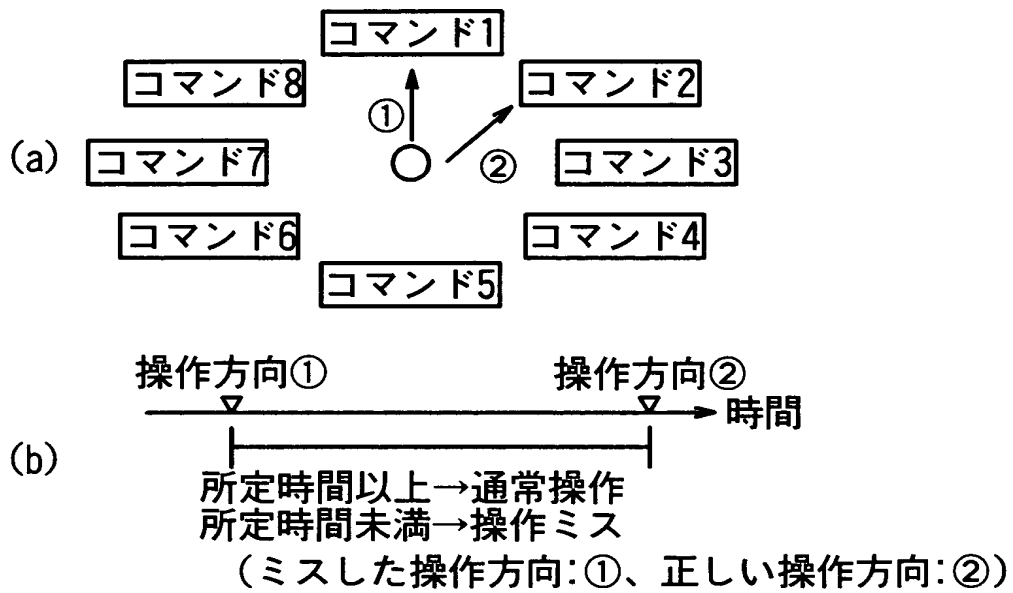 コマンド1
コマンド8
コマンド2
①
(a)
コマンド7
②
コマンド3
コマンド6
コマンド4
コマンド5
操作方向①
操作方向②
時間
(b)
所定時間以上→通常操作
所定時間未満→操作ミス
(ミスした操作方向:①、正しい操作方向:②)